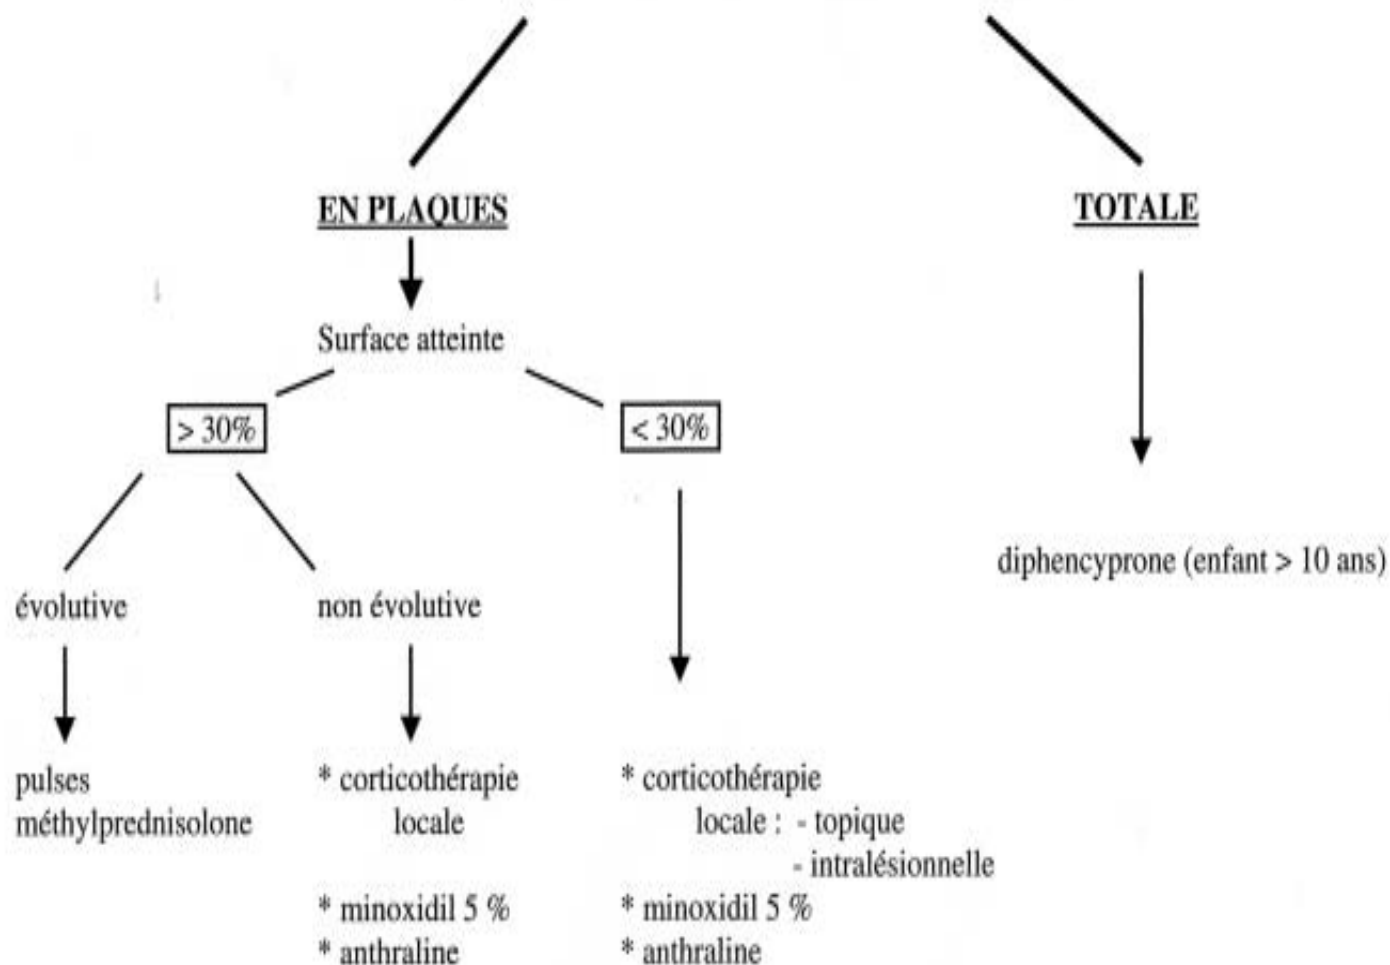 EN PLAQUES
TOTALE
Surface atteinte
> 30%
< 30%
diphencyprone (enfant > 10 ans)
évolutive
non évolutive
pulses
méthylprednisolone
* corticothérapie
locale
* minoxidil 5 %
* anthraline
* corticothérapie
locale : - topique
- intralésionnelle
* minoxidil 5 %
* anthraline